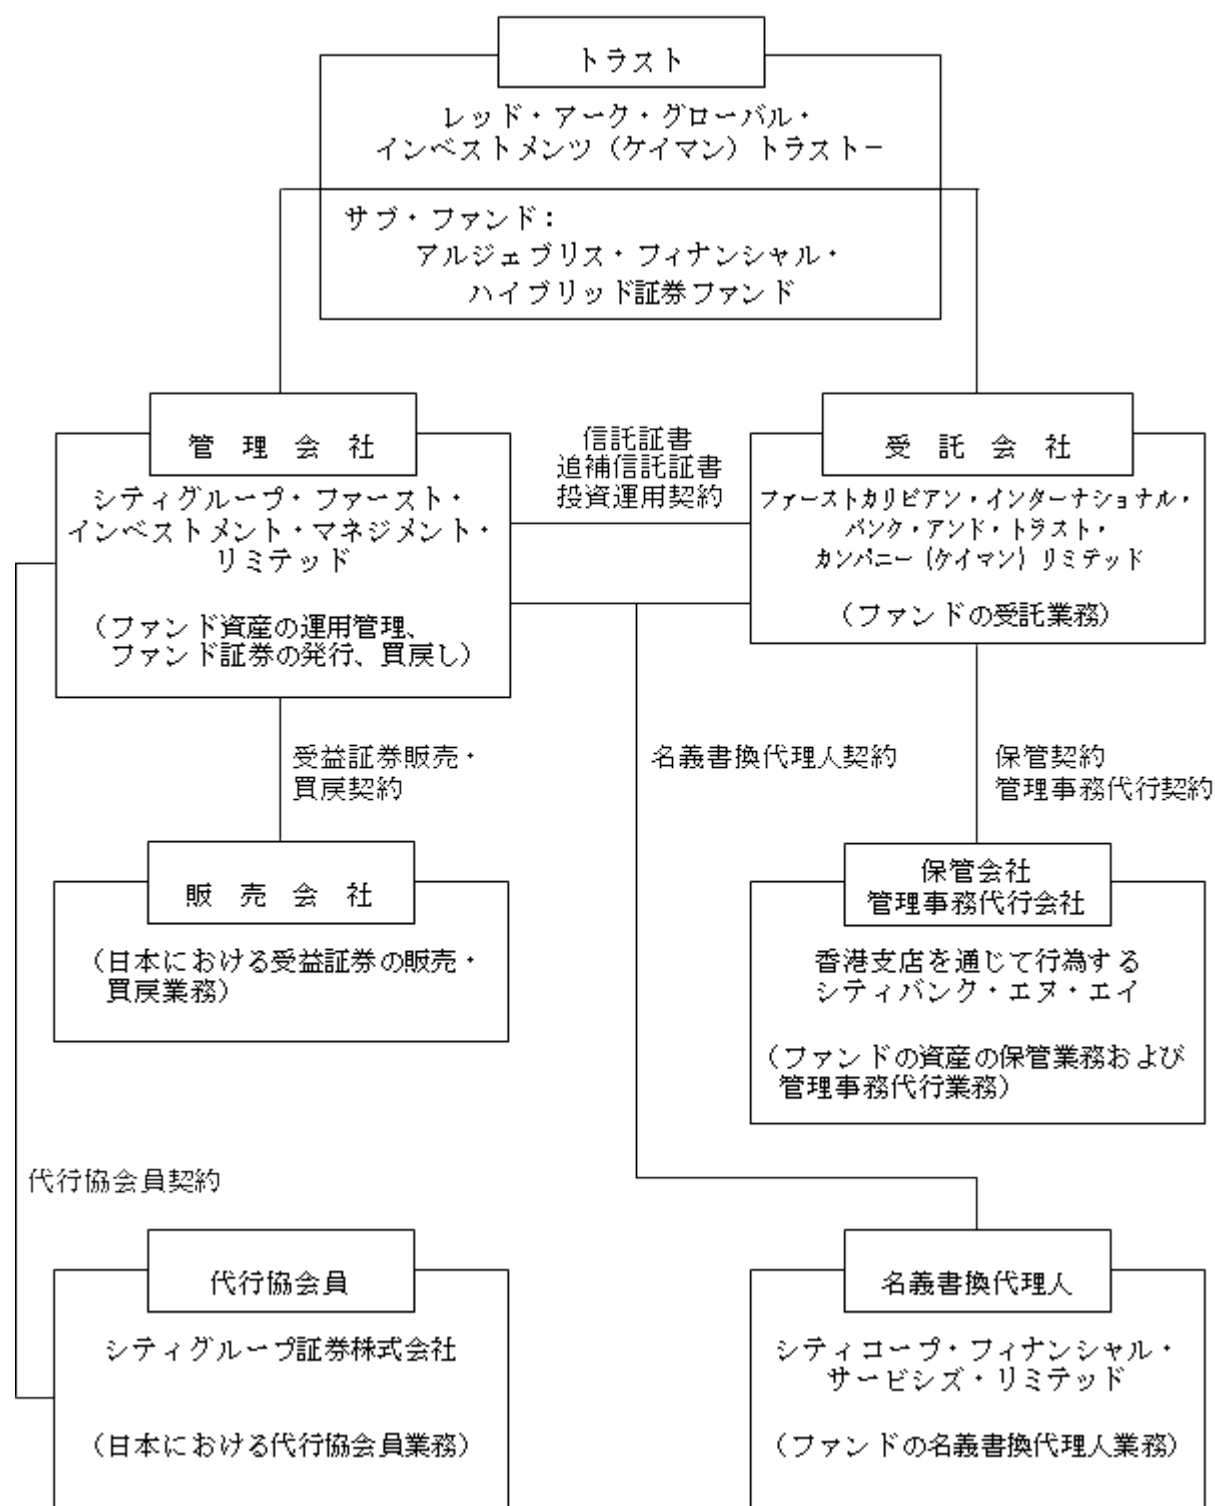 トラスト
レッド・アーク・グローバル・
インベストメンツ（ケイマン）トラスト－
サブ・ファンド：
アルジェブリス・フィナンシャル・
ハイブリッド証券ファンド
管理会社
シティグループ・ファースト・
インベストメント・マネジメント・
リミテッド
（ファンド資産の運用管理、
ファンド証券の発行、買戻し）
信託証書
追補信託証書
投資運用契約
受託会社
ファーストカリビアン・インターナショナル・
バンク・アンド・トラスト・
カンパニー（ケイマン）リミテッド
（ファンドの受託業務）
受益証券販売・
買戻契約
名義書換代理人契約
保管契約
管理事務代行契約
販売会社
（日本における受益証券の販売・
買戻業務）
保管会社
管理事務代行会社
香港支店を通じて行為する
シティバンク・エヌ・エイ
（ファンドの資産の保管業務および
管理事務代行業務）
代行協会員契約
代行協会員
シティグループ証券株式会社
（日本における代行協会員業務）
名義書換代理人
シティコープ・フィナンシャル・
サービシズ・リミテッド
（ファンドの名義書換代理人業務）